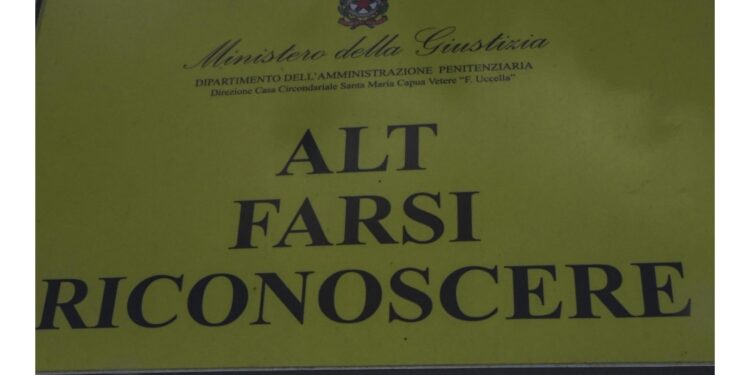 Ministero della Giustizia
DIPARTIMENTO DELL'AMMINISTRAZIONE PENITENZIARIA
Direzione Casa Circondariale Santa Maria Capua Vetere "F. Uccella"
ALT
FARSI
RICONOSCERE